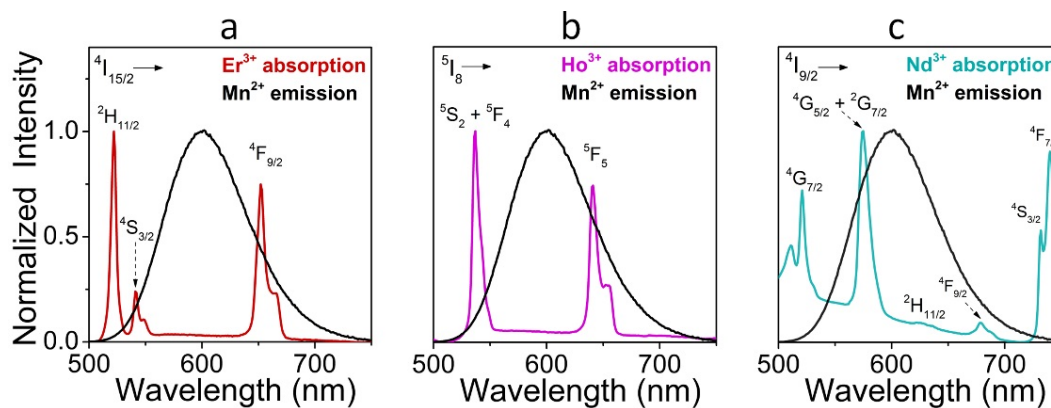 a
⁴I₁₅/₂ →
Er³⁺ absorption
Mn²⁺ emission
²H₁₁/₂
⁴S₃/₂
⁴F₉/₂
Normalized Intensity
1.0
0.5
0.0
500 600 700
Wavelength (nm)
b
⁵I₈ →
Ho³⁺ absorption
Mn²⁺ emission
⁵S₂ + ⁵F₄
⁵F₅
500 600 700
Wavelength (nm)
c
⁴I₉/₂ →
Nd³⁺ absorption
Mn²⁺ emission
⁴G₅/₂ + ²G₇/₂
⁴F₇
⁴G₇/₂
⁴S₃/₂
²H₁₁/₂
⁴F₉/₂
500 600 700
Wavelength (nm)